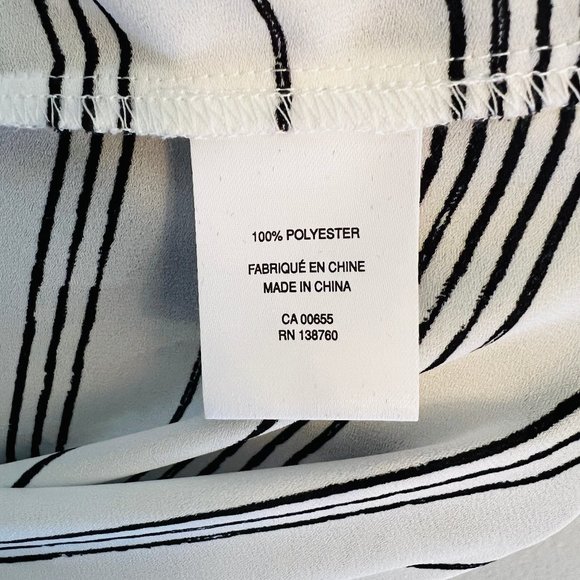 100% POLYESTER
FABRIQUÉ EN CHINE
MADE IN CHINA
CA 00655
RN 138760